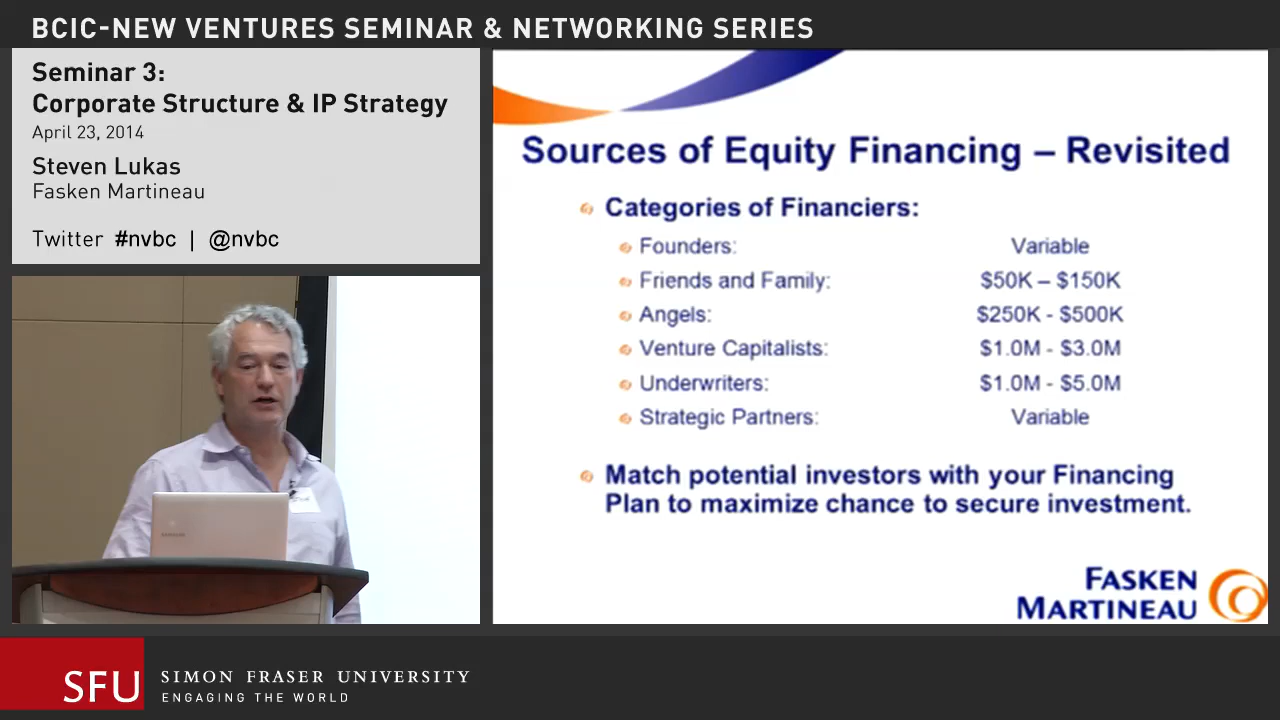 BCIC-NEW VENTURES SEMINAR & NETWORKING SERIES
Seminar 3:
Corporate Structure & IP Strategy
April 23, 2014
Steven Lukas
Fasken Martineau
Twitter #nvbc | @nvbc
Sources of Equity Financing – Revisited
Categories of Financiers:
Founders: Variable
Friends and Family: $50K – $150K
Angels: $250K - $500K
Venture Capitalists: $1.0M - $3.0M
Underwriters: $1.0M - $5.0M
Strategic Partners: Variable
Match potential investors with your Financing
Plan to maximize chance to secure investment.
FASKEN
MARTINEAU
SFU SIMON FRASER UNIVERSITY
ENGAGING THE WORLD